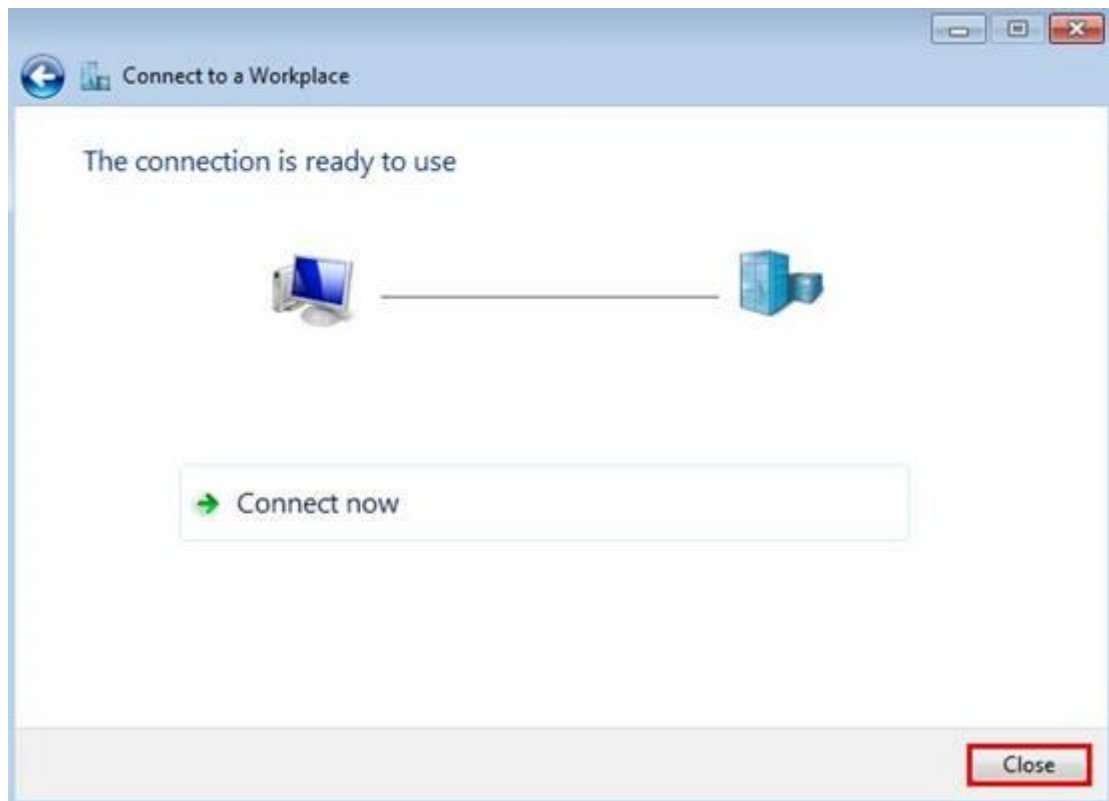 Connect to a Workplace
The connection is ready to use
Connect now
Close